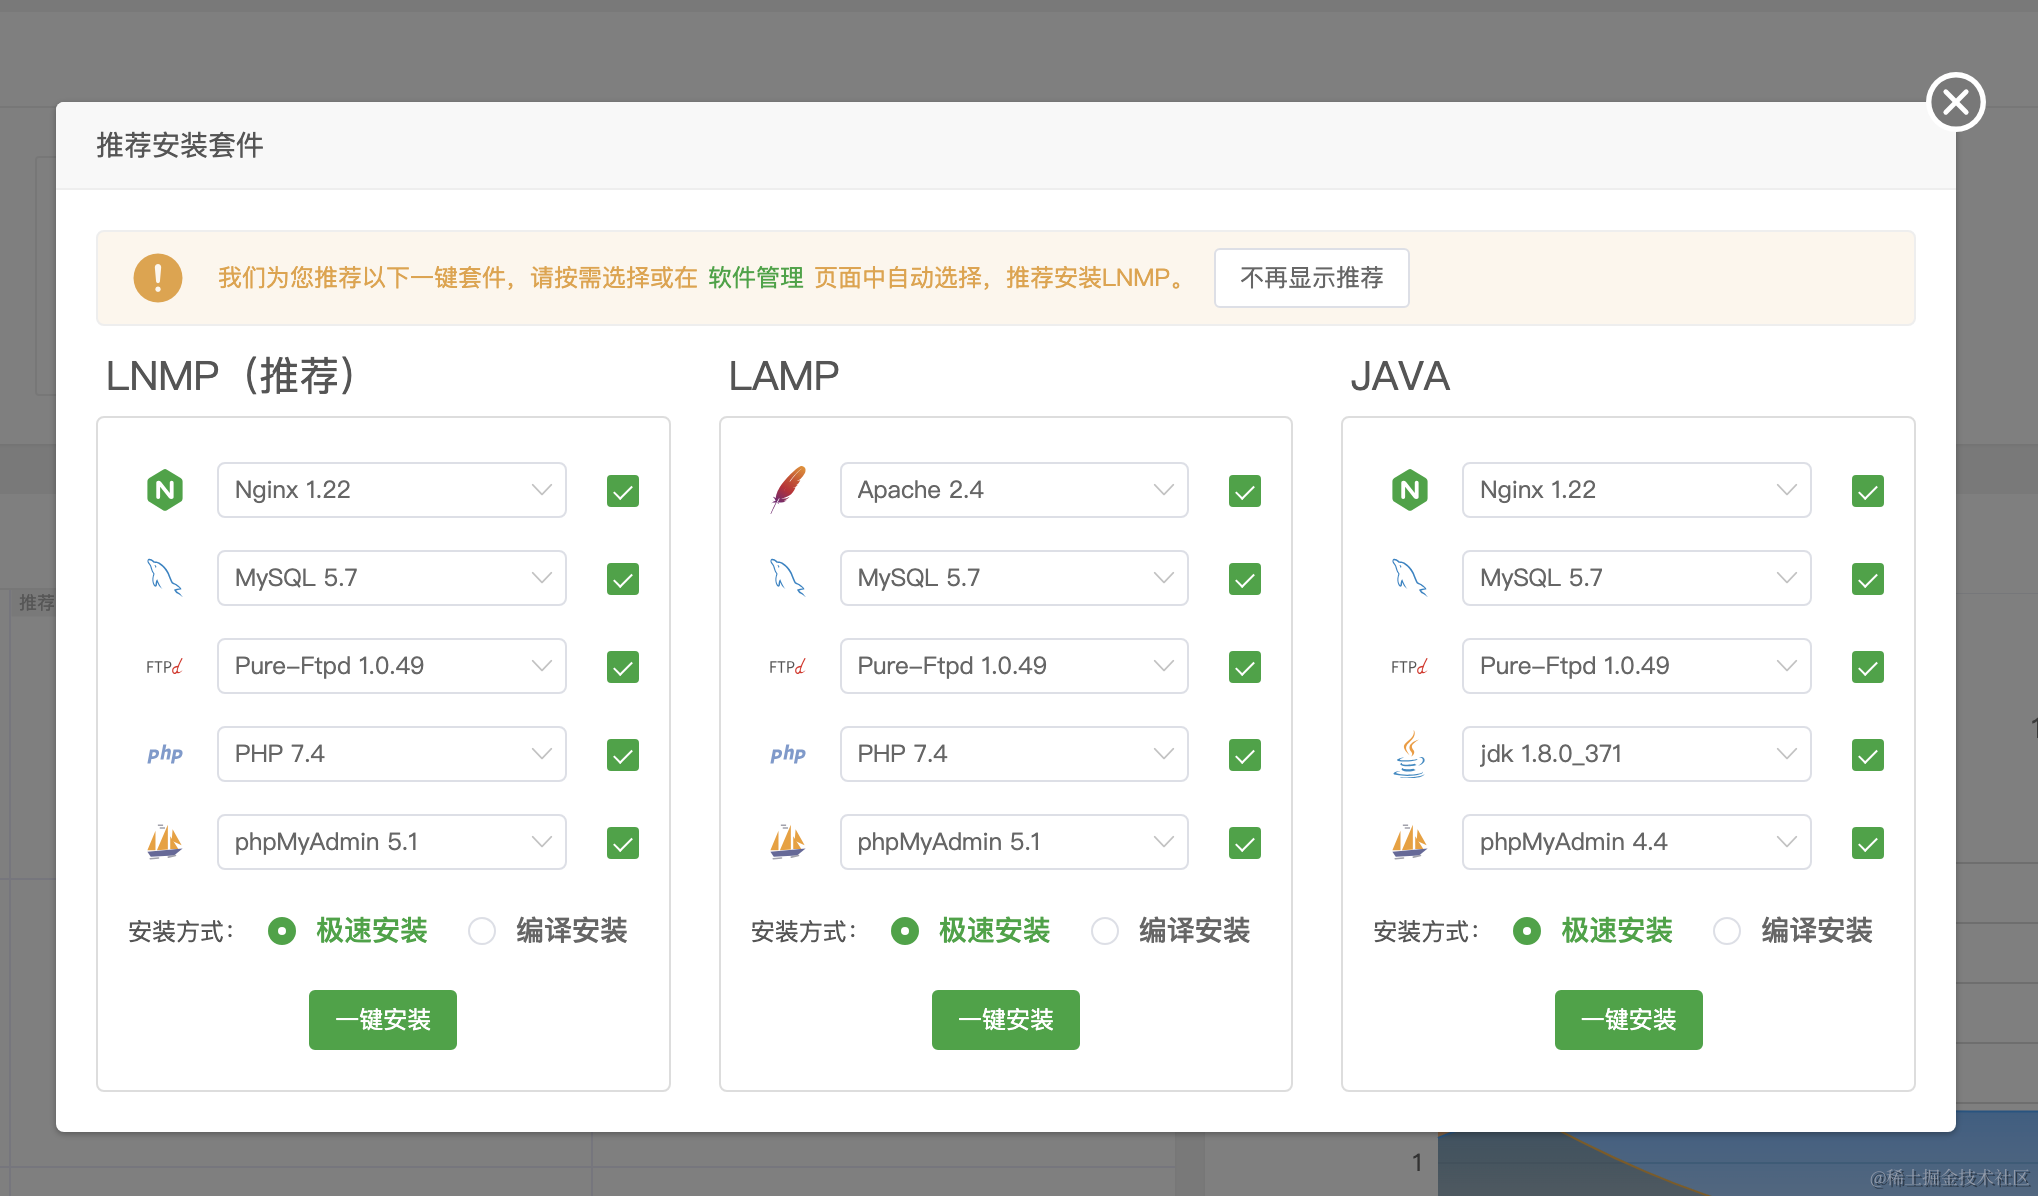 推荐安装套件
我们为您推荐以下一键套件，请按需选择或在 软件管理 页面中自动选择，推荐安装LNMP。 不再显示推荐
LNMP（推荐）
Nginx 1.22
MySQL 5.7
FTPd Pure-Ftpd 1.0.49
php PHP 7.4
phpMyAdmin 5.1
安装方式： 极速安装 编译安装
一键安装
LAMP
Apache 2.4
MySQL 5.7
FTPd Pure-Ftpd 1.0.49
php PHP 7.4
phpMyAdmin 5.1
安装方式： 极速安装 编译安装
一键安装
JAVA
Nginx 1.22
MySQL 5.7
FTPd Pure-Ftpd 1.0.49
jdk 1.8.0_371
phpMyAdmin 4.4
安装方式： 极速安装 编译安装
一键安装
推荐
1
@稀土掘金技术社区